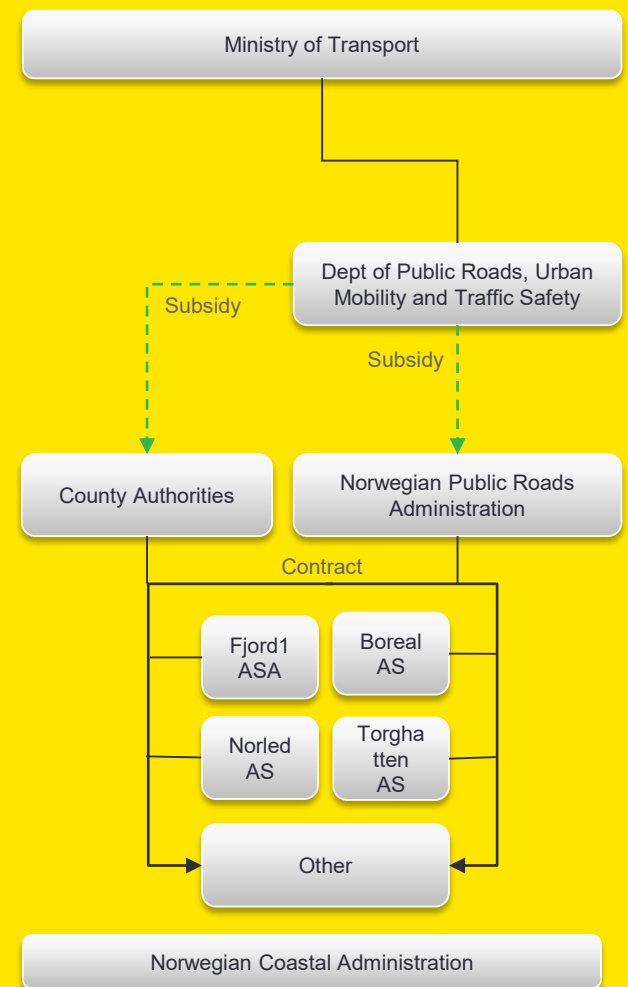 Ministry of Transport
Dept of Public Roads, Urban
Mobility and Traffic Safety
Subsidy
Subsidy
County Authorities
Norwegian Public Roads
Administration
Contract
Fjord1
ASA
Boreal
AS
Norled
AS
Torgha
tten
AS
Other
Norwegian Coastal Administration